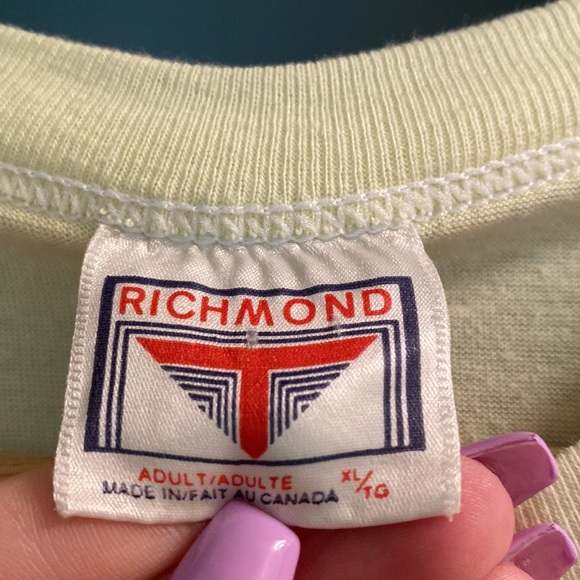 RICHMOND
ADULT/ADULTE XL/TG
MADE IN/FAIT AU CANADA